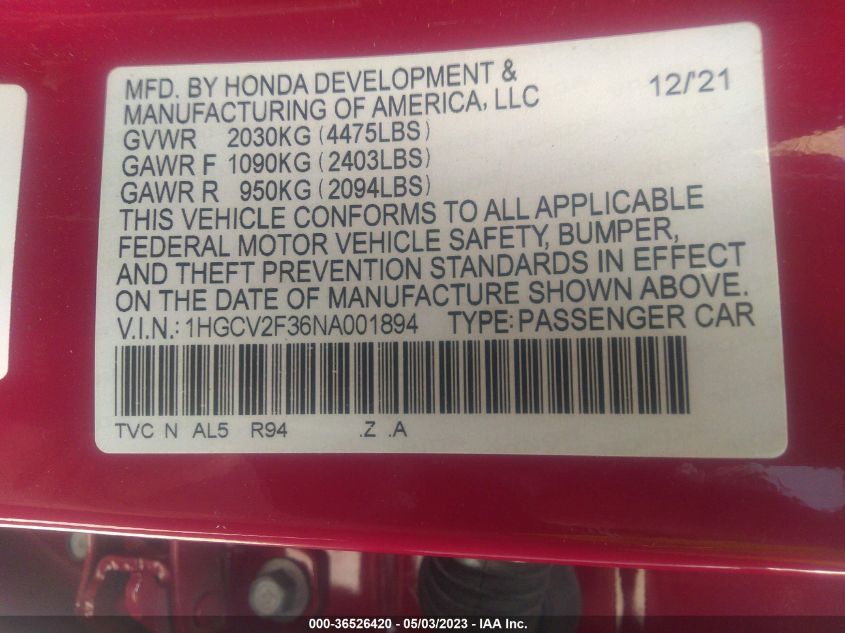 MFD. BY HONDA DEVELOPMENT &
MANUFACTURING OF AMERICA, LLC 12/'21
GVWR 2030KG (4475LBS)
GAWR F 1090KG (2403LBS)
GAWR R 950KG (2094LBS)
THIS VEHICLE CONFORMS TO ALL APPLICABLE
FEDERAL MOTOR VEHICLE SAFETY, BUMPER,
AND THEFT PREVENTION STANDARDS IN EFFECT
ON THE DATE OF MANUFACTURE SHOWN ABOVE.
V.I.N.: 1HGCV2F36NA001894 TYPE: PASSENGER CAR
TVC N AL5 R94 .Z .A
000-36526420 - 05/03/2023 - IAA Inc.